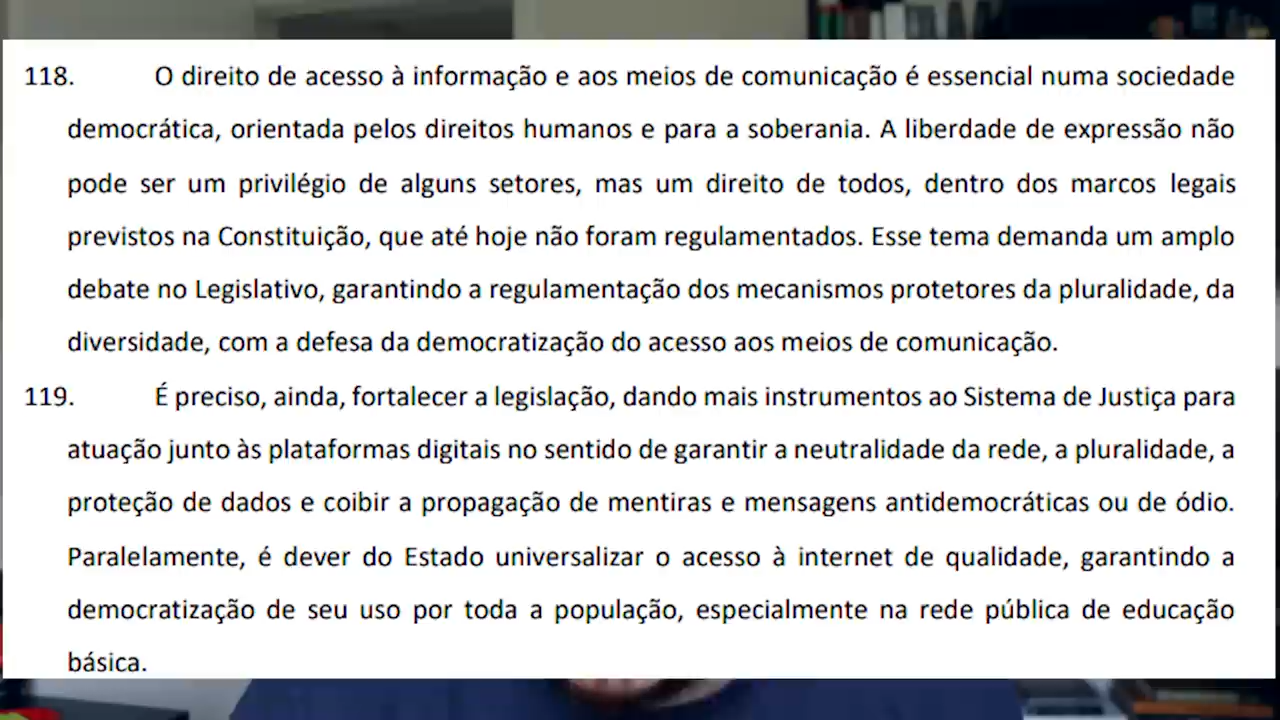 118. O direito de acesso à informação e aos meios de comunicação é essencial numa sociedade
democrática, orientada pelos direitos humanos e para a soberania. A liberdade de expressão não
pode ser um privilégio de alguns setores, mas um direito de todos, dentro dos marcos legais
previstos na Constituição, que até hoje não foram regulamentados. Esse tema demanda um amplo
debate no Legislativo, garantindo a regulamentação dos mecanismos protetores da pluralidade, da
diversidade, com a defesa da democratização do acesso aos meios de comunicação.
119. É preciso, ainda, fortalecer a legislação, dando mais instrumentos ao Sistema de Justiça para
atuação junto às plataformas digitais no sentido de garantir a neutralidade da rede, a pluralidade, a
proteção de dados e coibir a propagação de mentiras e mensagens antidemocráticas ou de ódio.
Paralelamente, é dever do Estado universalizar o acesso à internet de qualidade, garantindo a
democratização de seu uso por toda a população, especialmente na rede pública de educação
básica.